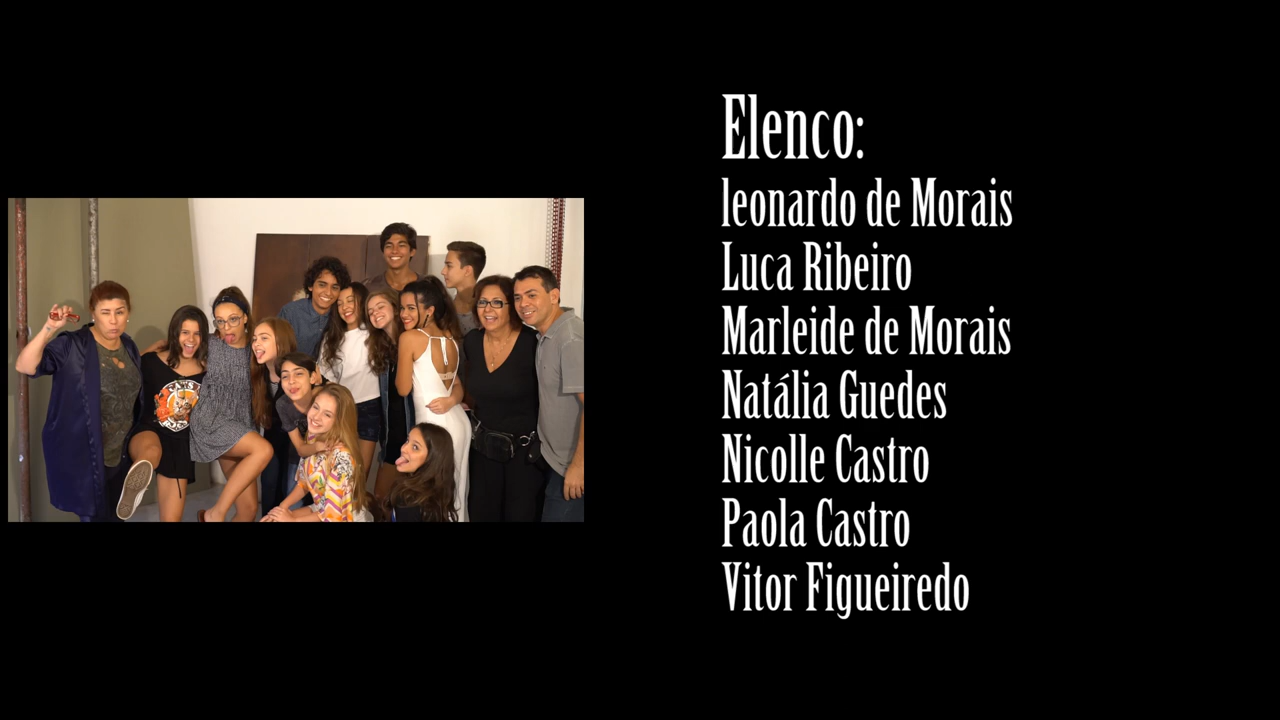 Elenco:
leonardo de Morais
Luca Ribeiro
Marleide de Morais
Natália Guedes
Nicolle Castro
Paola Castro
Vitor Figueiredo